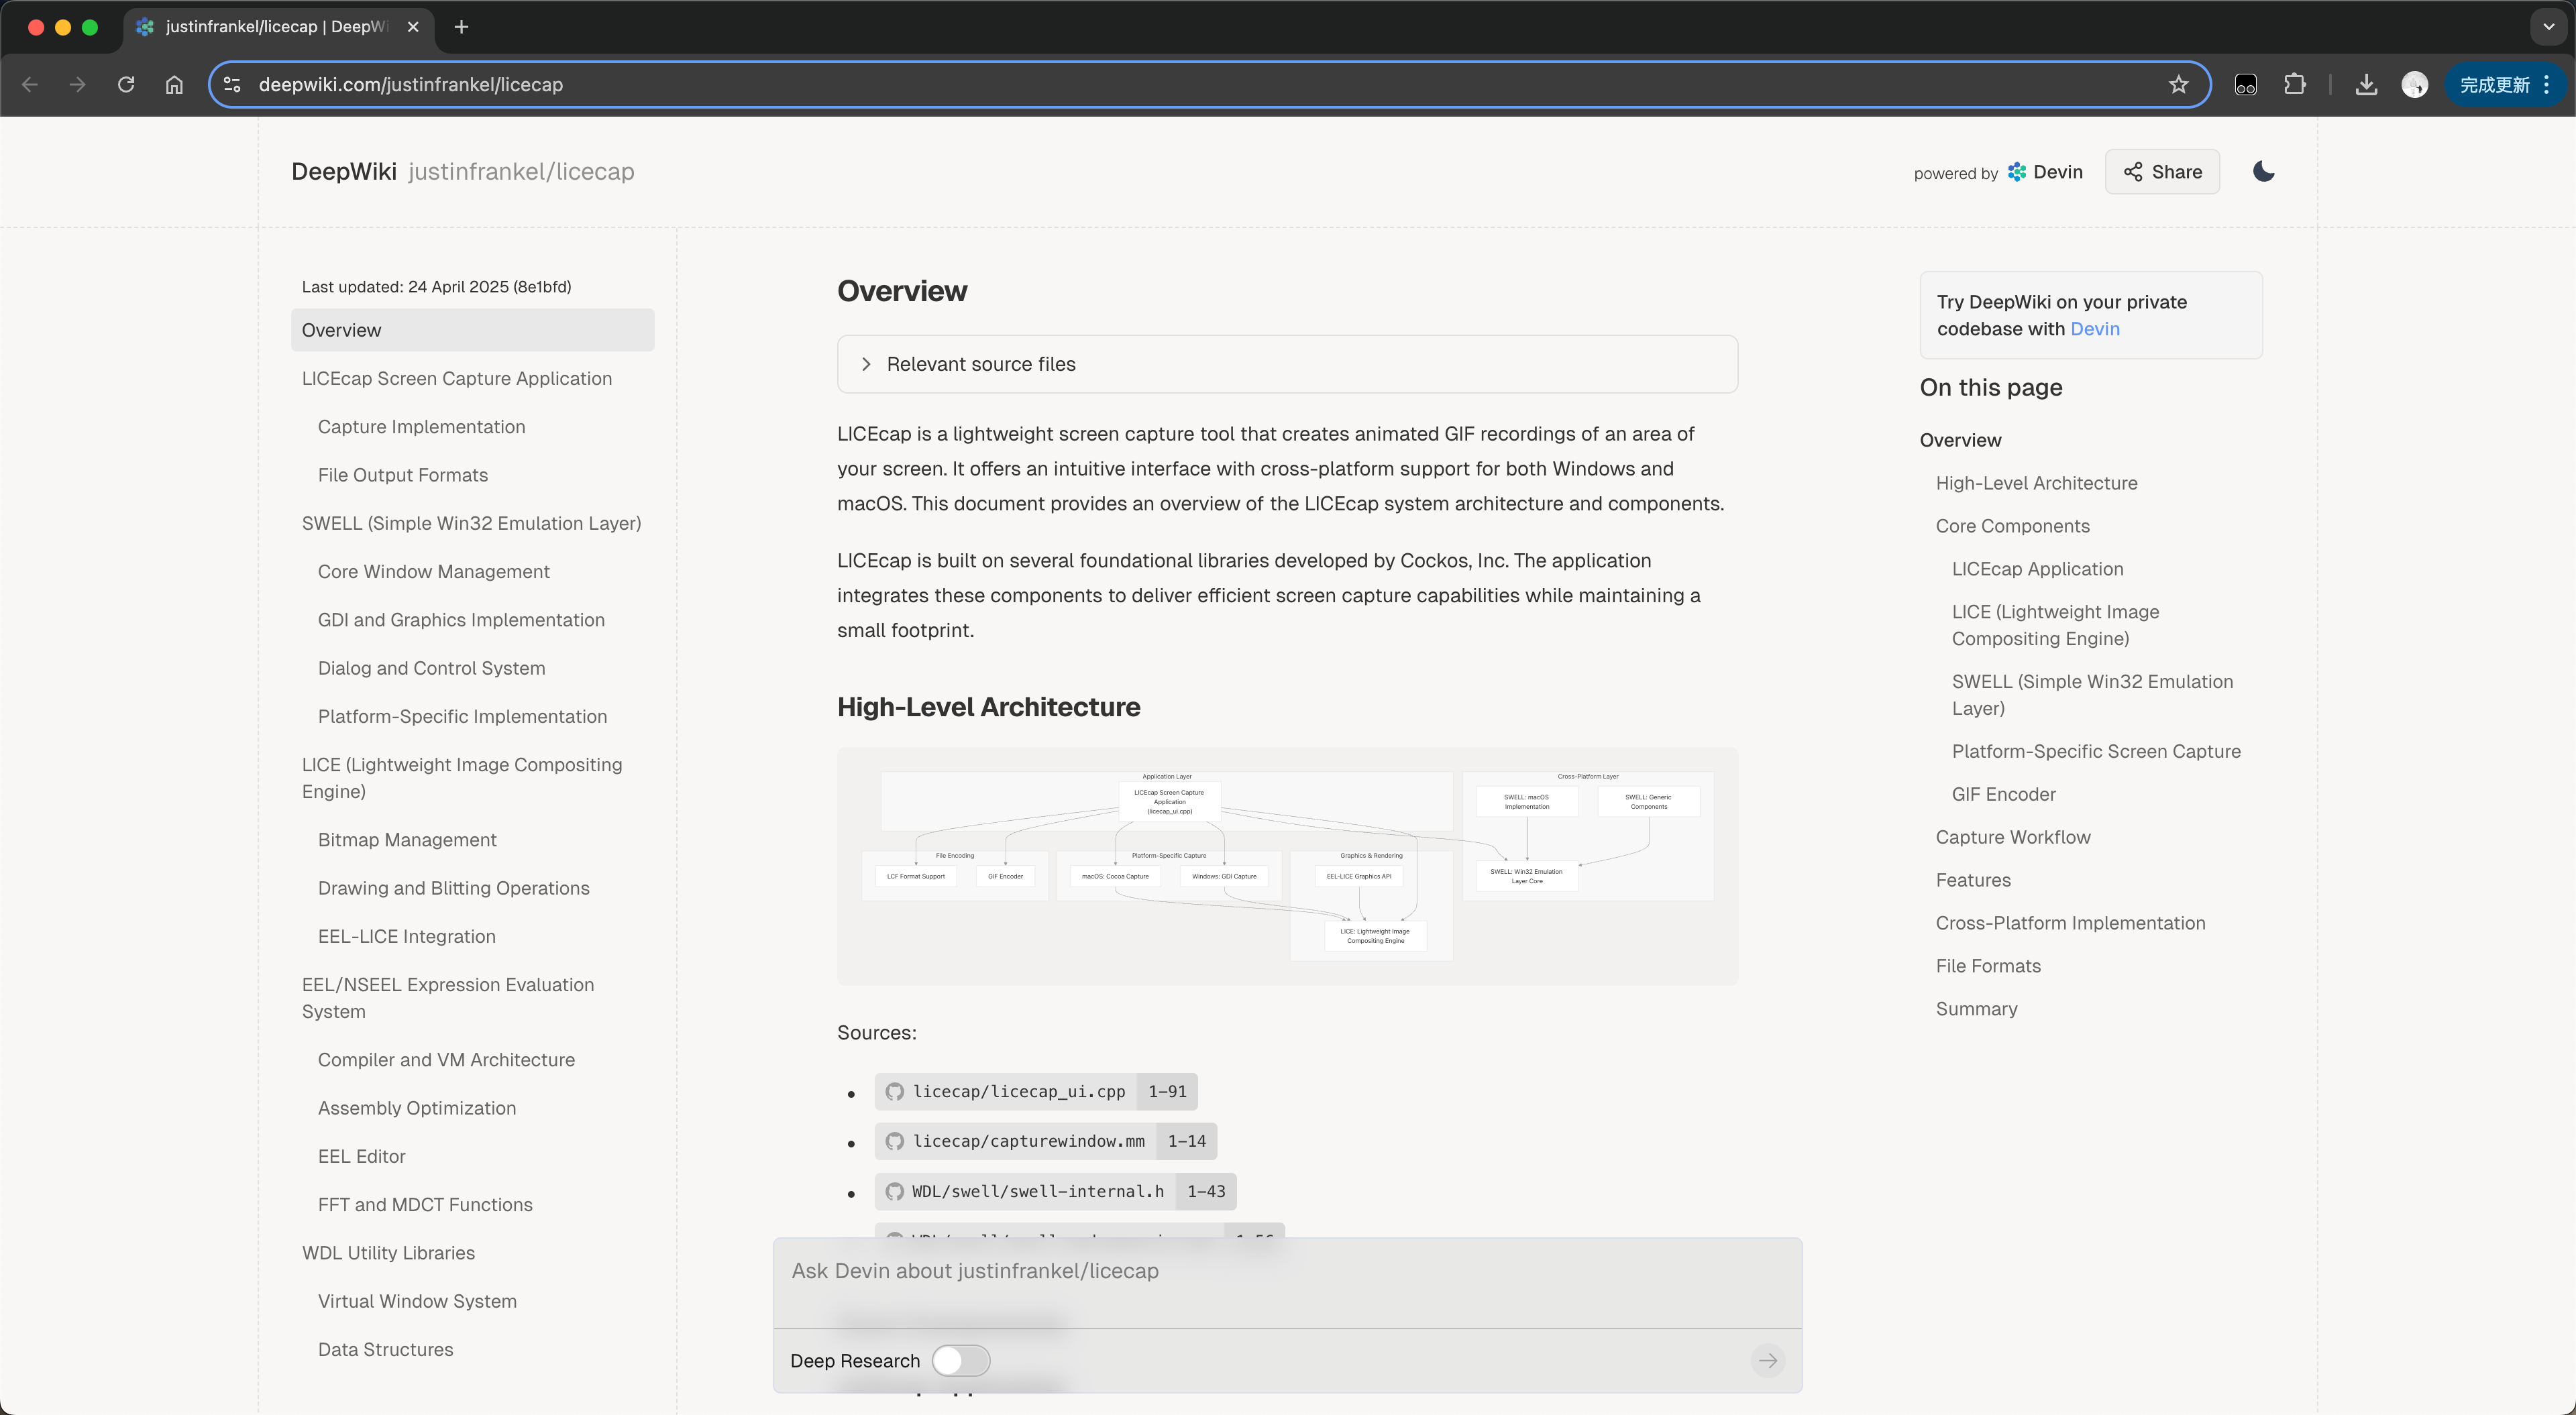 justinfrankel/licecap | DeepWi
deepwiki.com/justinfrankel/licecap
完成更新
DeepWiki justinfrankel/licecap
powered by Devin
Share
Last updated: 24 April 2025 (8e1bfd)
Overview
LICEcap Screen Capture Application
Capture Implementation
File Output Formats
SWELL (Simple Win32 Emulation Layer)
Core Window Management
GDI and Graphics Implementation
Dialog and Control System
Platform-Specific Implementation
LICE (Lightweight Image Compositing
Engine)
Bitmap Management
Drawing and Blitting Operations
EEL-LICE Integration
EEL/NSEEL Expression Evaluation
System
Compiler and VM Architecture
Assembly Optimization
EEL Editor
FFT and MDCT Functions
WDL Utility Libraries
Virtual Window System
Data Structures
Overview
Relevant source files
LICEcap is a lightweight screen capture tool that creates animated GIF recordings of an area of
your screen. It offers an intuitive interface with cross-platform support for both Windows and
macOS. This document provides an overview of the LICEcap system architecture and components.
LICEcap is built on several foundational libraries developed by Cockos, Inc. The application
integrates these components to deliver efficient screen capture capabilities while maintaining a
small footprint.
High-Level Architecture
Application Layer
LICEcap Screen Capture
Application
(licecap_ui.cpp)
Cross-Platform Layer
SWELL: macOS
Implementation
SWELL: Generic
Components
File Encoding
LCF Format Support
GIF Encoder
Platform-Specific Capture
macOS: Cocoa Capture
Windows: GDI Capture
Graphics & Rendering
EEL-LICE Graphics API
SWELL: Win32 Emulation
Layer Core
LICE: Lightweight Image
Compositing Engine
Sources:
licecap/licecap_ui.cpp 1-91
licecap/capturewindow.mm 1-14
WDL/swell/swell-internal.h 1-43
Ask Devin about justinfrankel/licecap
Deep Research
Try DeepWiki on your private
codebase with Devin
On this page
Overview
High-Level Architecture
Core Components
LICEcap Application
LICE (Lightweight Image
Compositing Engine)
SWELL (Simple Win32 Emulation
Layer)
Platform-Specific Screen Capture
GIF Encoder
Capture Workflow
Features
Cross-Platform Implementation
File Formats
Summary